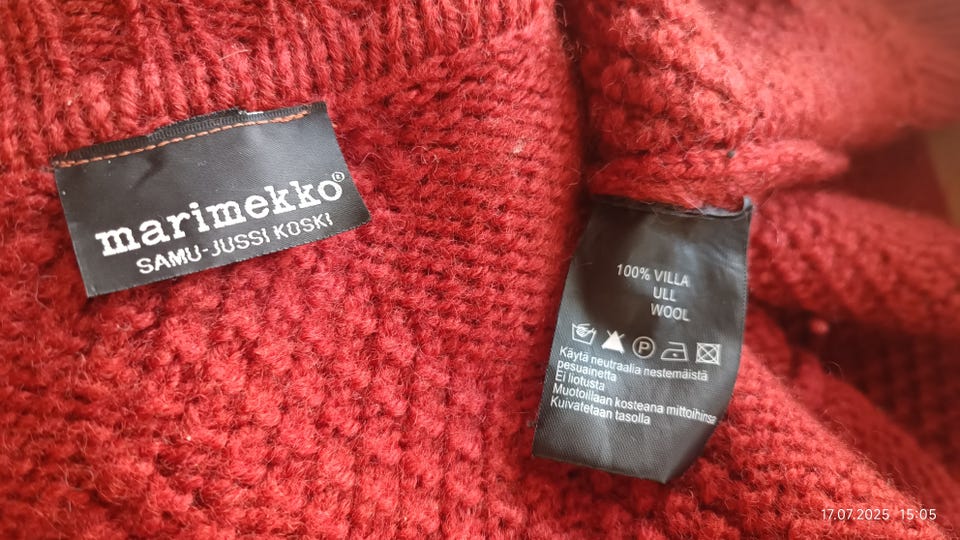 marimekko®
SAMU-JUSSI KOSKI
100% VILLA
ULL
WOOL
P
Käytä neutraalia nestemäistä
pesuainetta
Ei liotusta
Muotoillaan kosteana mittoihinsa
Kuivatetaan tasolla
17.07.2025 15:05